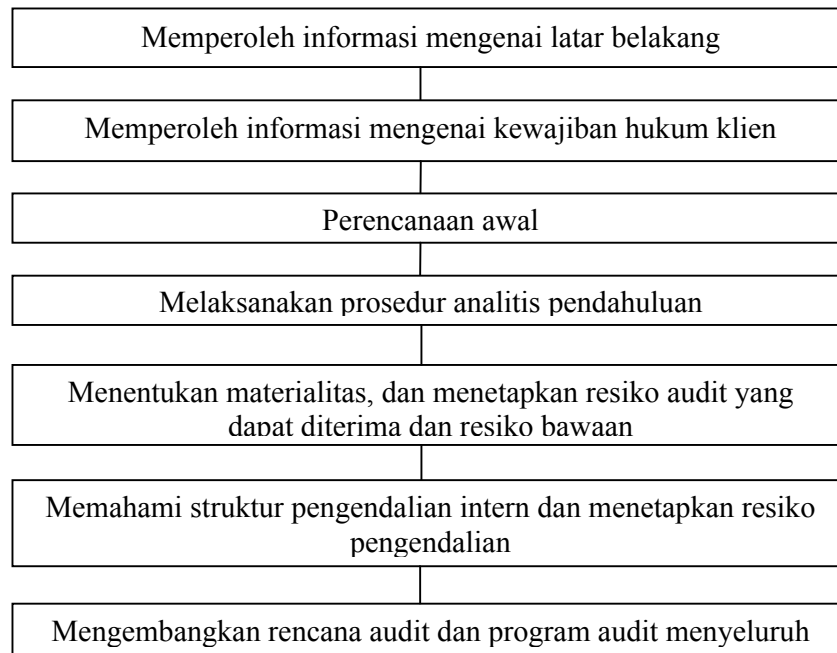 Memperoleh informasi mengenai latar belakang
Memperoleh informasi mengenai kewajiban hukum klien
Perencanaan awal
Melaksanakan prosedur analitis pendahuluan
Menentukan materialitas, dan menetapkan resiko audit yang
dapat diterima dan resiko bawaan
Memahami struktur pengendalian intern dan menetapkan resiko
pengendalian
Mengembangkan rencana audit dan program audit menyeluruh